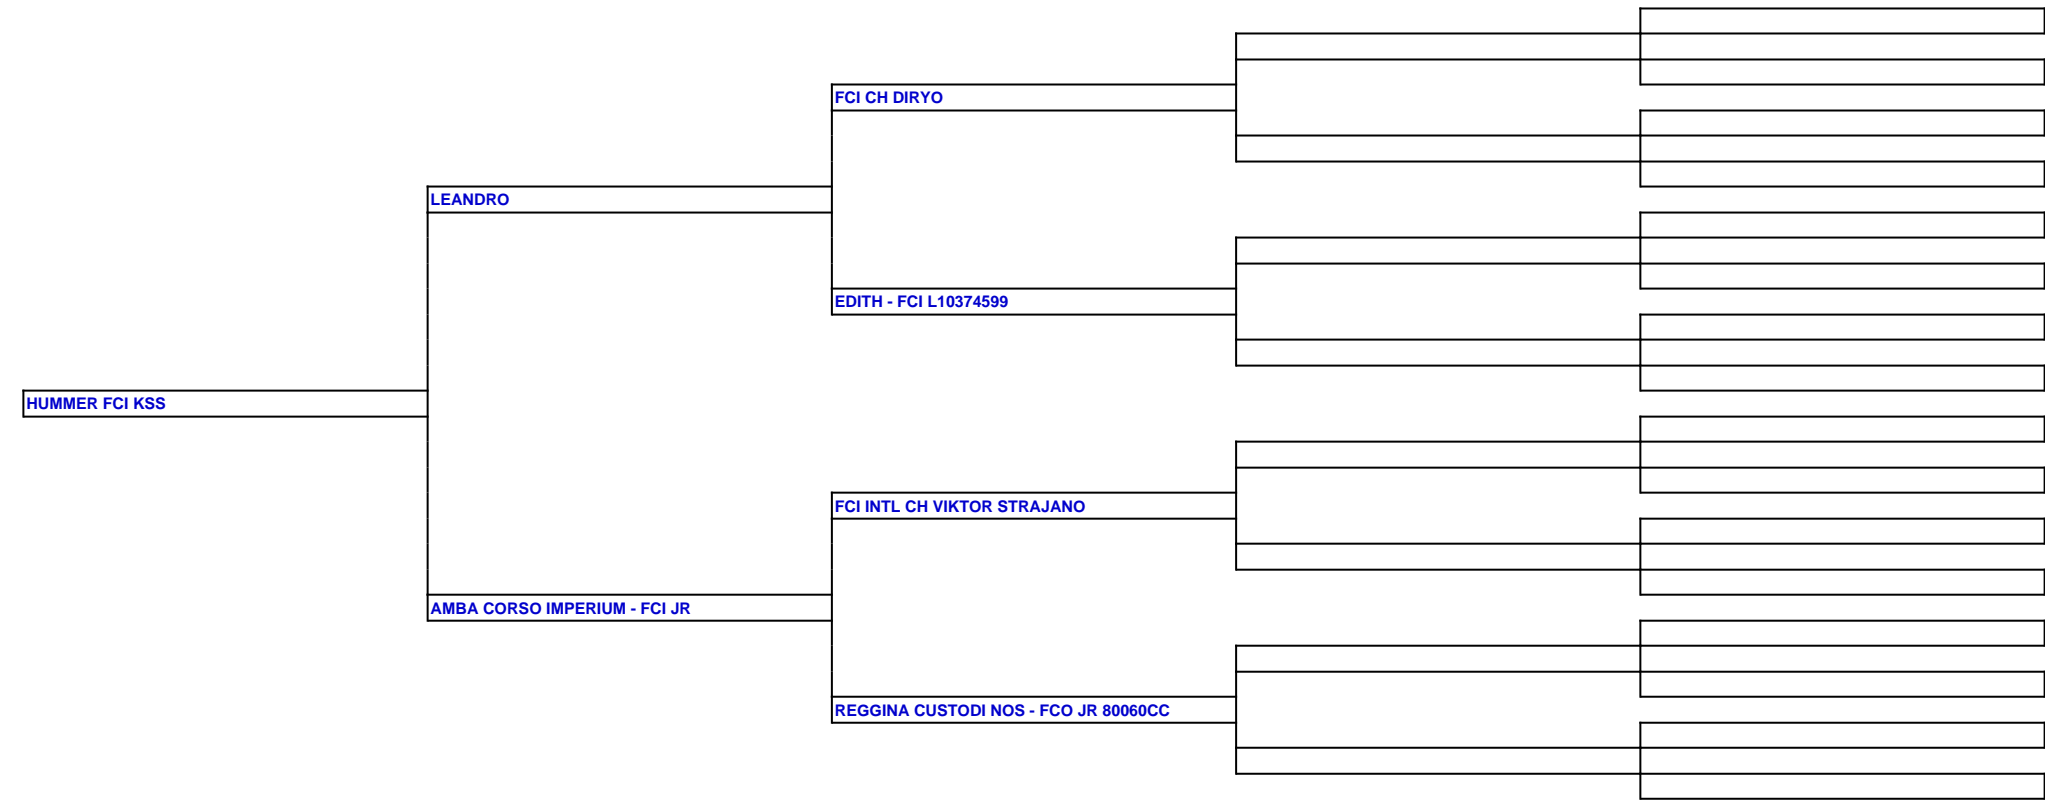 FCI CH DIRYO
LEANDRO
EDITH - FCI L10374599
HUMMER FCI KSS
FCI INTL CH VIKTOR STRAJANO
AMBA CORSO IMPERIUM - FCI JR
REGGINA CUSTODI NOS - FCO JR 80060CC